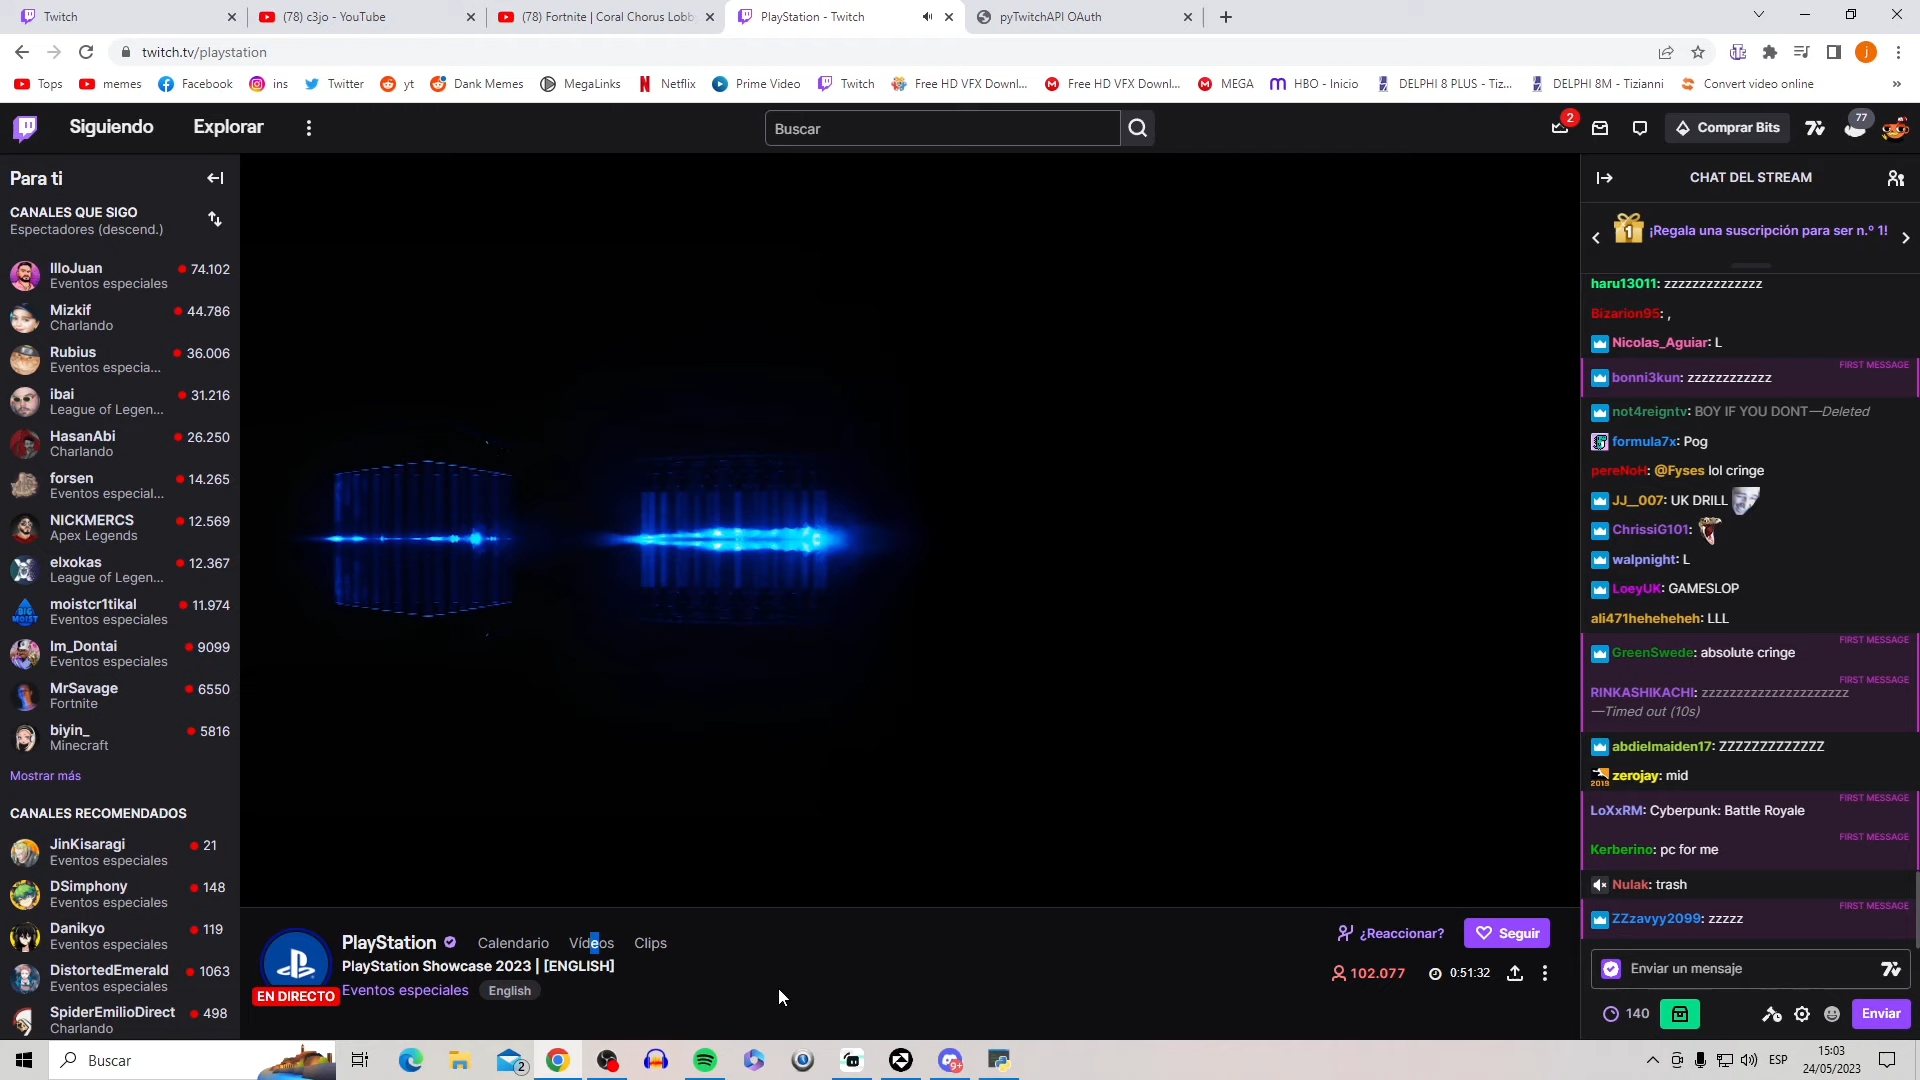 Twitch
(78) c3jo - YouTube
(78) Fortnite | Coral Chorus Lobb
PlayStation - Twitch
pyTwitchAPI OAuth
twitch.tv/playstation
j
Tops
memes
Facebook
ins
Twitter
yt
Dank Memes
MegaLinks
Netflix
Prime Video
Twitch
Free HD VFX Downl...
Free HD VFX Downl...
MEGA
HBO - Inicio
DELPHI 8 PLUS - Tiz...
DELPHI 8M - Tizianni
Convert video online
Siguiendo
Explorar
Buscar
2
Comprar Bits
77
Para ti
CANALES QUE SIGO
Espectadores (descend.)
IlloJuan 74.102
Eventos especiales
Mizkif 44.786
Charlando
Rubius 36.006
Eventos especia...
ibai 31.216
League of Legen...
HasanAbi 26.250
Charlando
forsen 14.265
Eventos especial...
NICKMERCS 12.569
Apex Legends
elxokas 12.367
League of Legen...
moistcr1tikal 11.974
Eventos especiales
Im_Dontai 9099
Eventos especiales
MrSavage 6550
Fortnite
biyin_ 5816
Minecraft
Mostrar más
CANALES RECOMENDADOS
JinKisaragi 21
Eventos especiales
DSimphony 148
Eventos especiales
Danikyo 119
Eventos especiales
DistortedEmerald 1063
Eventos especiales
SpiderEmilioDirect 498
Charlando
EN DIRECTO
PlayStation
Calendario
Vídeos
Clips
PlayStation Showcase 2023 | [ENGLISH]
Eventos especiales
English
¿Reaccionar?
Seguir
102.077
0:51:32
CHAT DEL STREAM
1
¡Regala una suscripción para ser n.º 1!
haru13011: zzzzzzzzzzzzzz
Bizarion95: ,
Nicolas_Aguiar: L
FIRST MESSAGE
bonni3kun: zzzzzzzzzzzz
not4reigntv: BOY IF YOU DONT—Deleted
formula7x: Pog
pereNoH: @Fyses lol cringe
JJ__007: UK DRILL
ChrissiG101:
walpnight: L
LoeyUK: GAMESLOP
ali471heheheheh: LLL
FIRST MESSAGE
GreenSwede: absolute cringe
FIRST MESSAGE
RINKASHIKACHI: zzzzzzzzzzzzzzzzzzzzz
—Timed out (10s)
abdielmaiden17: ZZZZZZZZZZZZZ
zerojay: mid
FIRST MESSAGE
LoXxRM: Cyberpunk: Battle Royale
FIRST MESSAGE
Kerberino: pc for me
Nulak: trash
FIRST MESSAGE
ZZzavyy2099: zzzzz
Enviar un mensaje
140
Enviar
Buscar
2
9+
ESP
15:03
24/05/2023